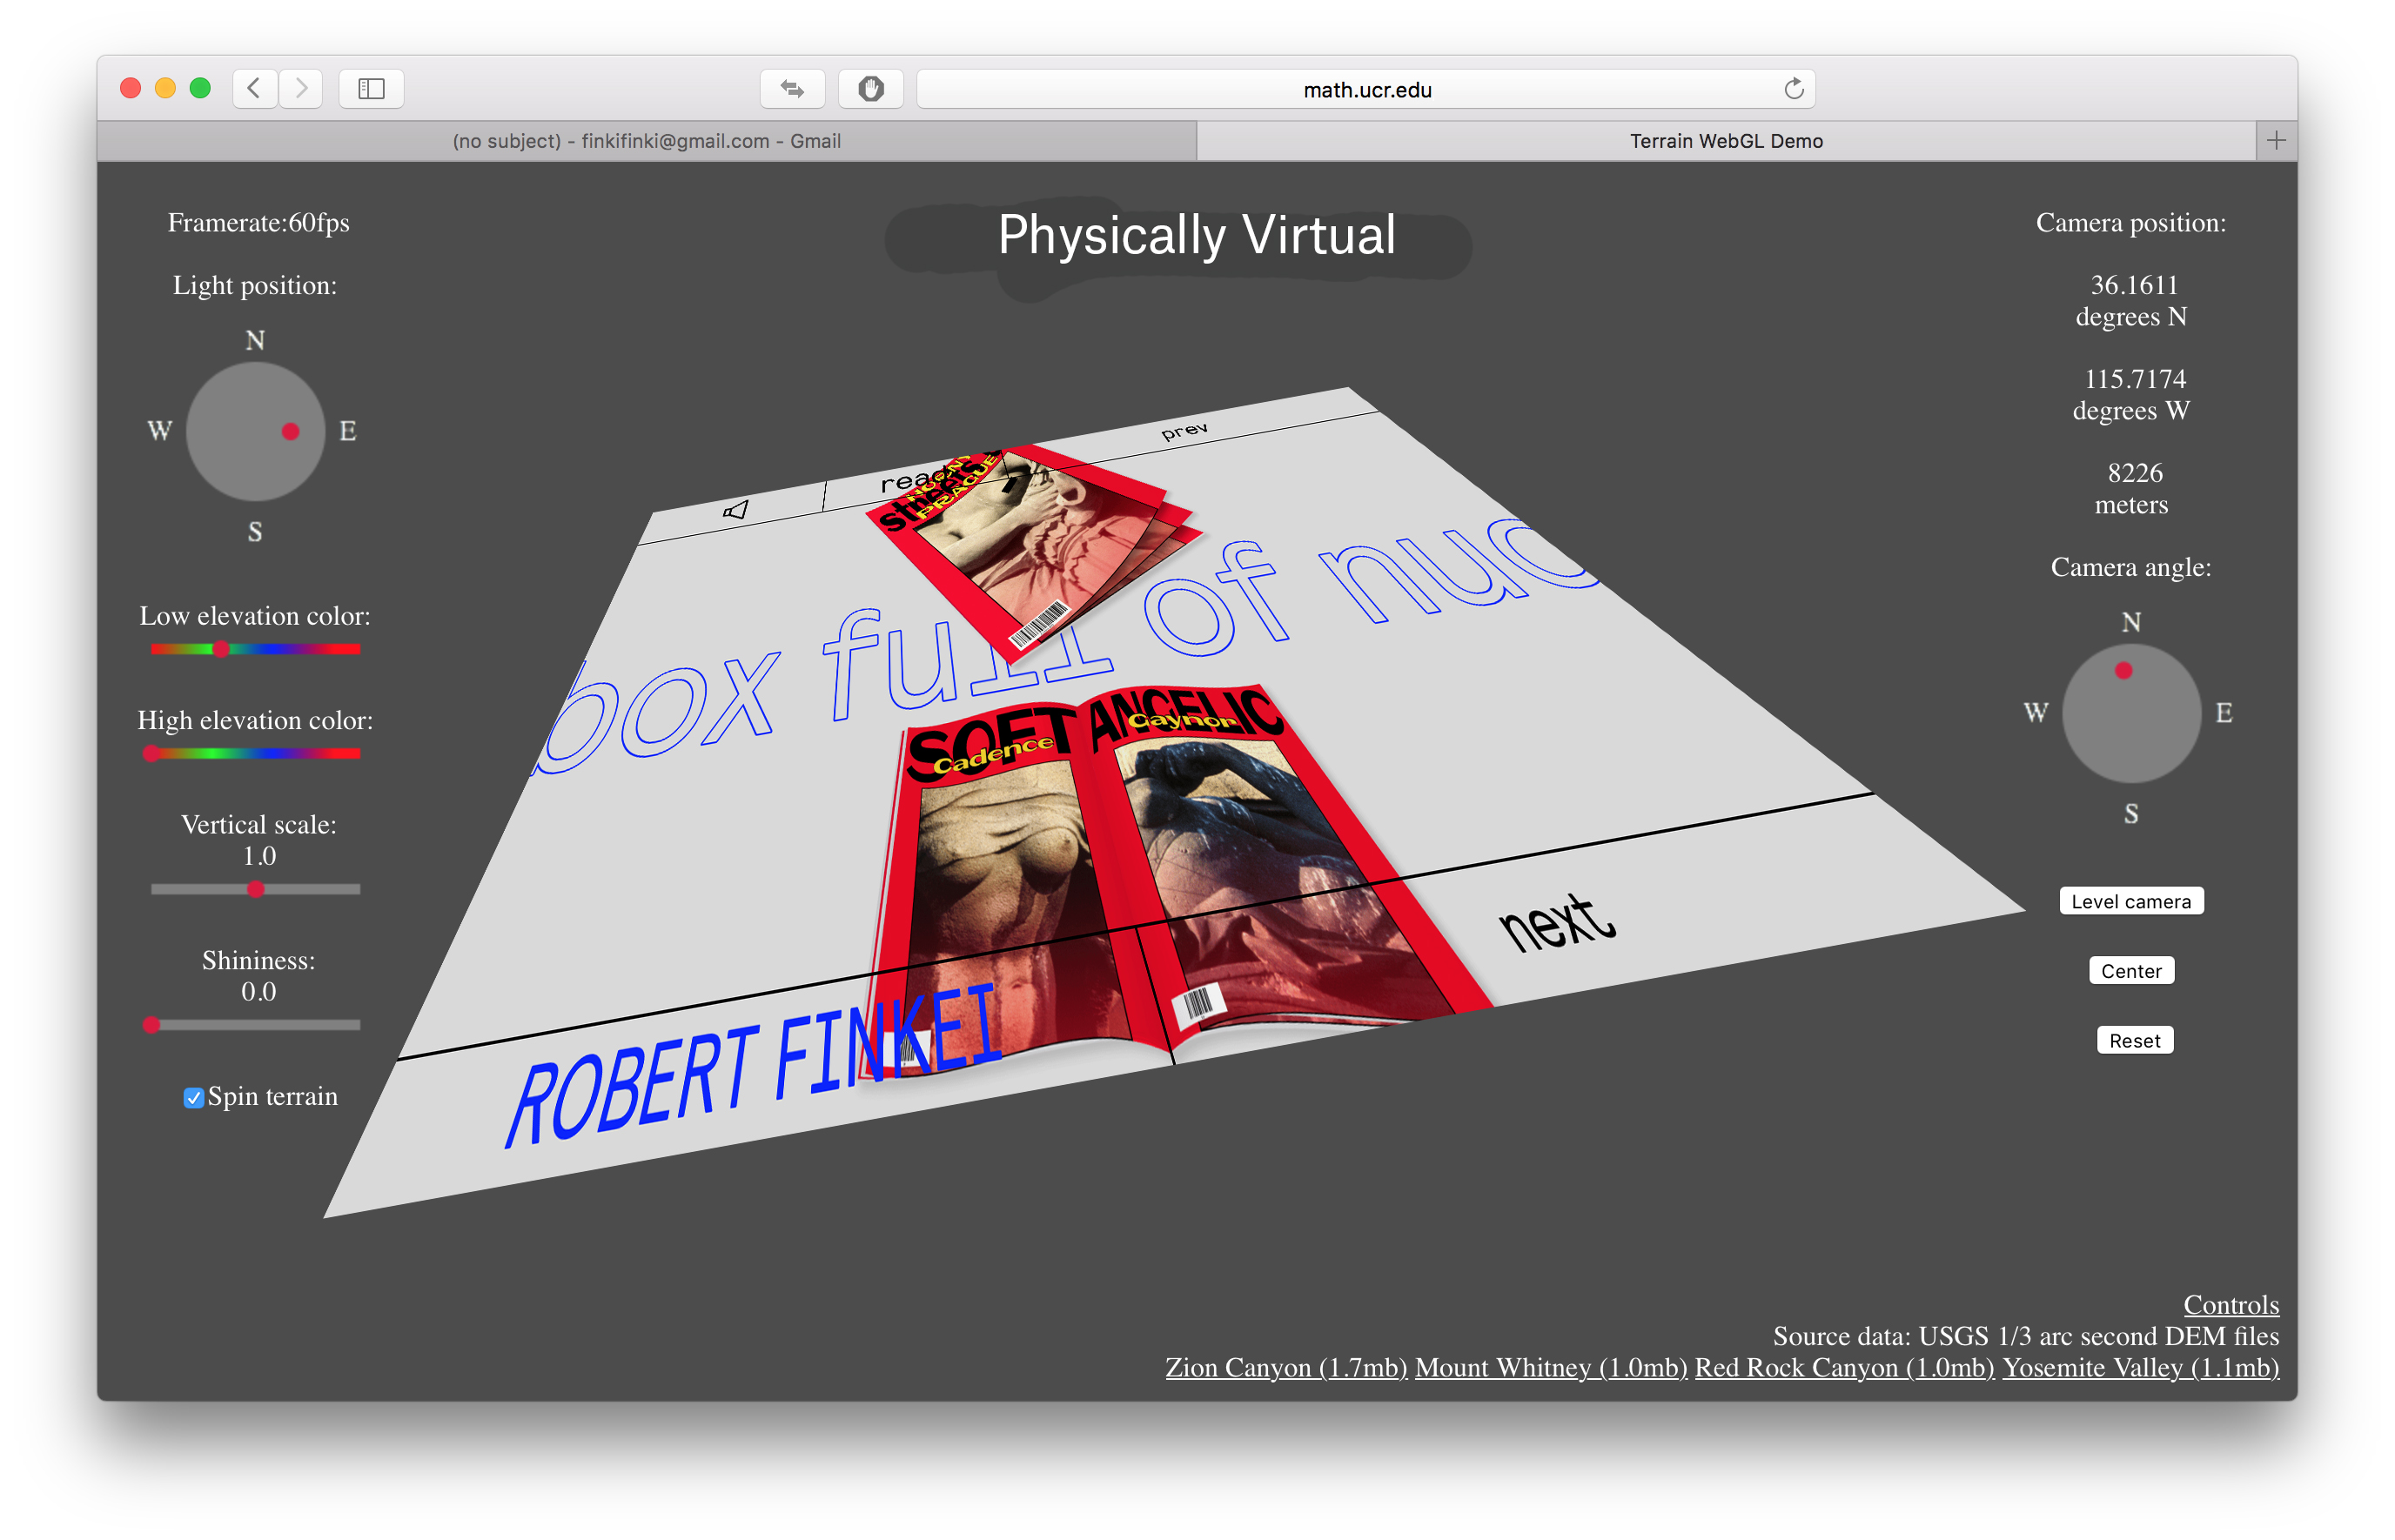 math.ucr.edu
(no subject) - finkifinki@gmail.com - Gmail
Terrain WebGL Demo
Physically Virtual
Framerate:60fps
Light position:
N
W
E
S
Low elevation color:
High elevation color:
Vertical scale:
1.0
Shininess:
0.0
Spin terrain
prev
read
streets
PRAGUE
box full of nud
SOFT
Cadence
ANGELIC
Gaynor
next
ROBERT FINKEI
Camera position:
36.1611
degrees N
115.7174
degrees W
8226
meters
Camera angle:
N
W
E
S
Level camera
Center
Reset
Controls
Source data: USGS 1/3 arc second DEM files
Zion Canyon (1.7mb) Mount Whitney (1.0mb) Red Rock Canyon (1.0mb) Yosemite Valley (1.1mb)